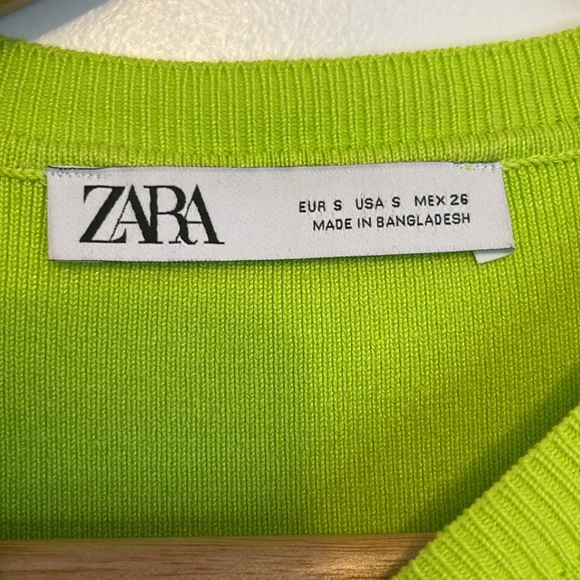 ZARA
EUR S USA S MEX 26
MADE IN BANGLADESH